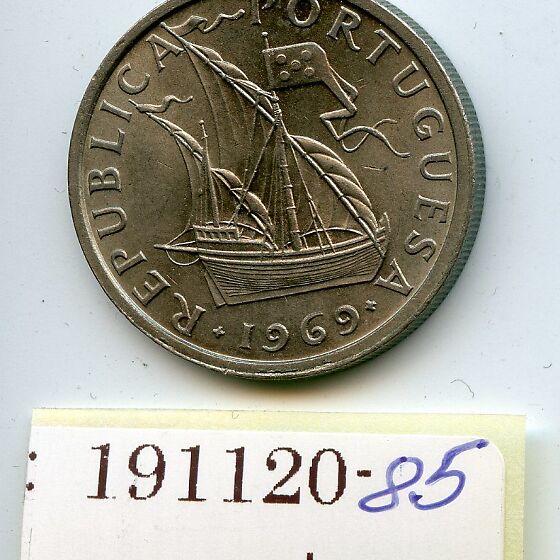 REPUBLICA PORTUGUESA
1969
: 191120-85